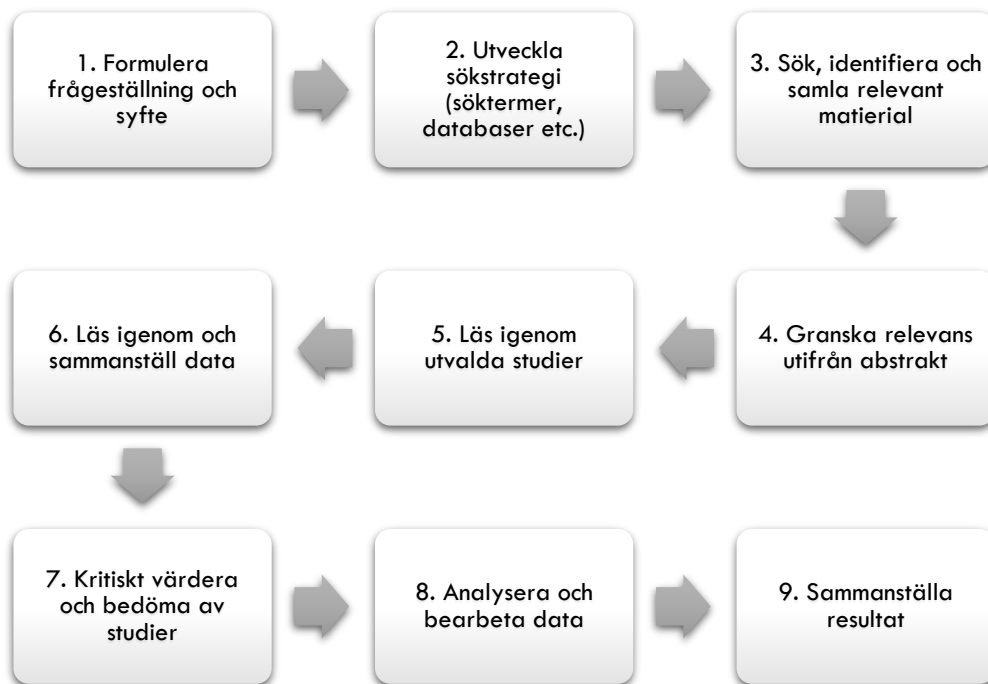 1. Formulera
frågeställning och
syfte
2. Utveckla
sökstrategi
(söktermer,
databaser etc.)
3. Sök, identifiera och
samla relevant
matierial
4. Granska relevans
utifrån abstrakt
5. Läs igenom
utvalda studier
6. Läs igenom och
sammanställ data
7. Kritiskt värdera
och bedöma av
studier
8. Analysera och
bearbeta data
9. Sammanställa
resultat